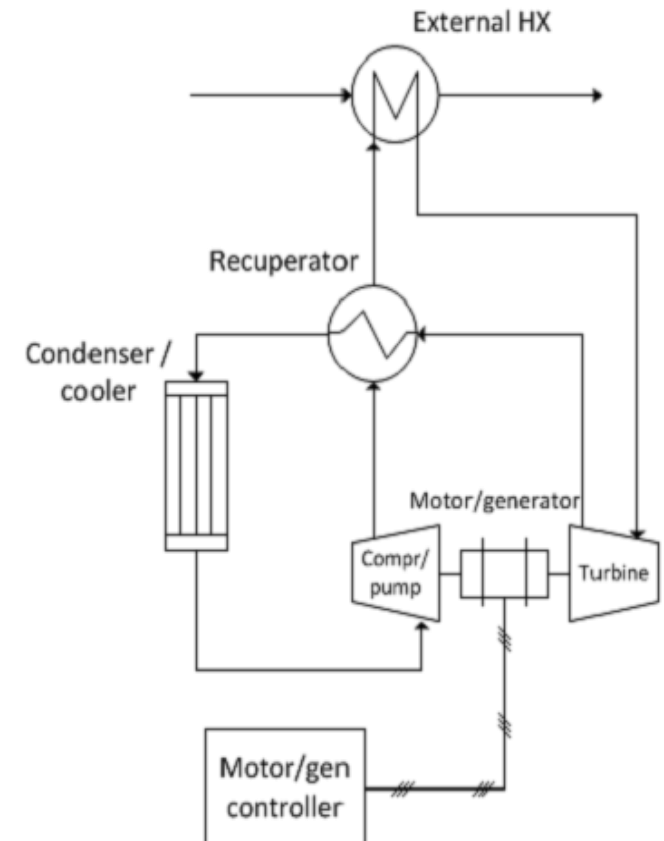 External HX
Recuperator
Condenser /
cooler
Motor/generator
Compr/
pump
Turbine
Motor/gen
controller